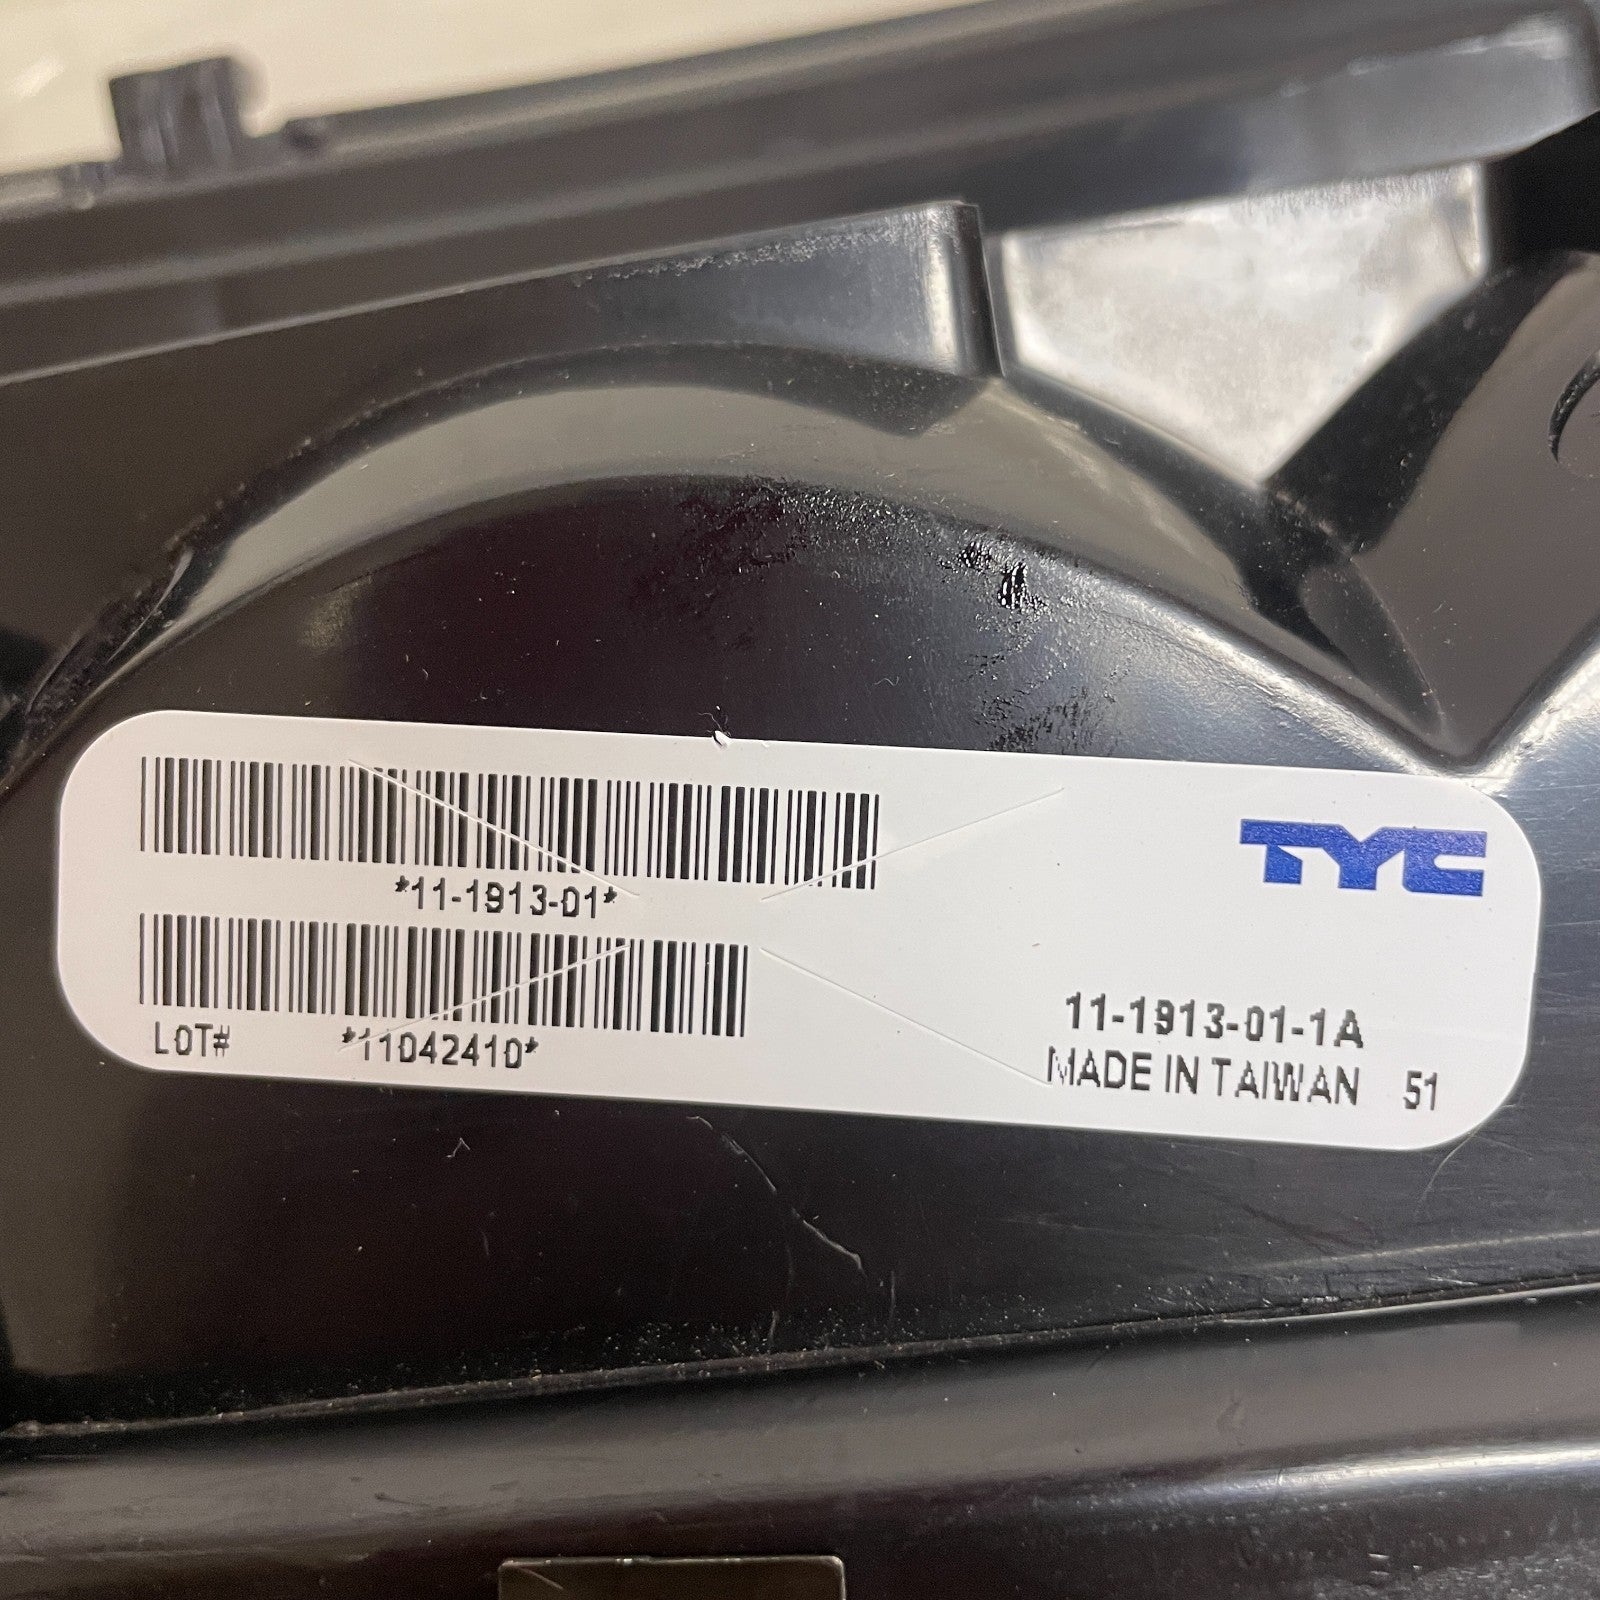 *11-1913-01*
LOT# *11042410*
TYC
11-1913-01-1A
MADE IN TAIWAN 51